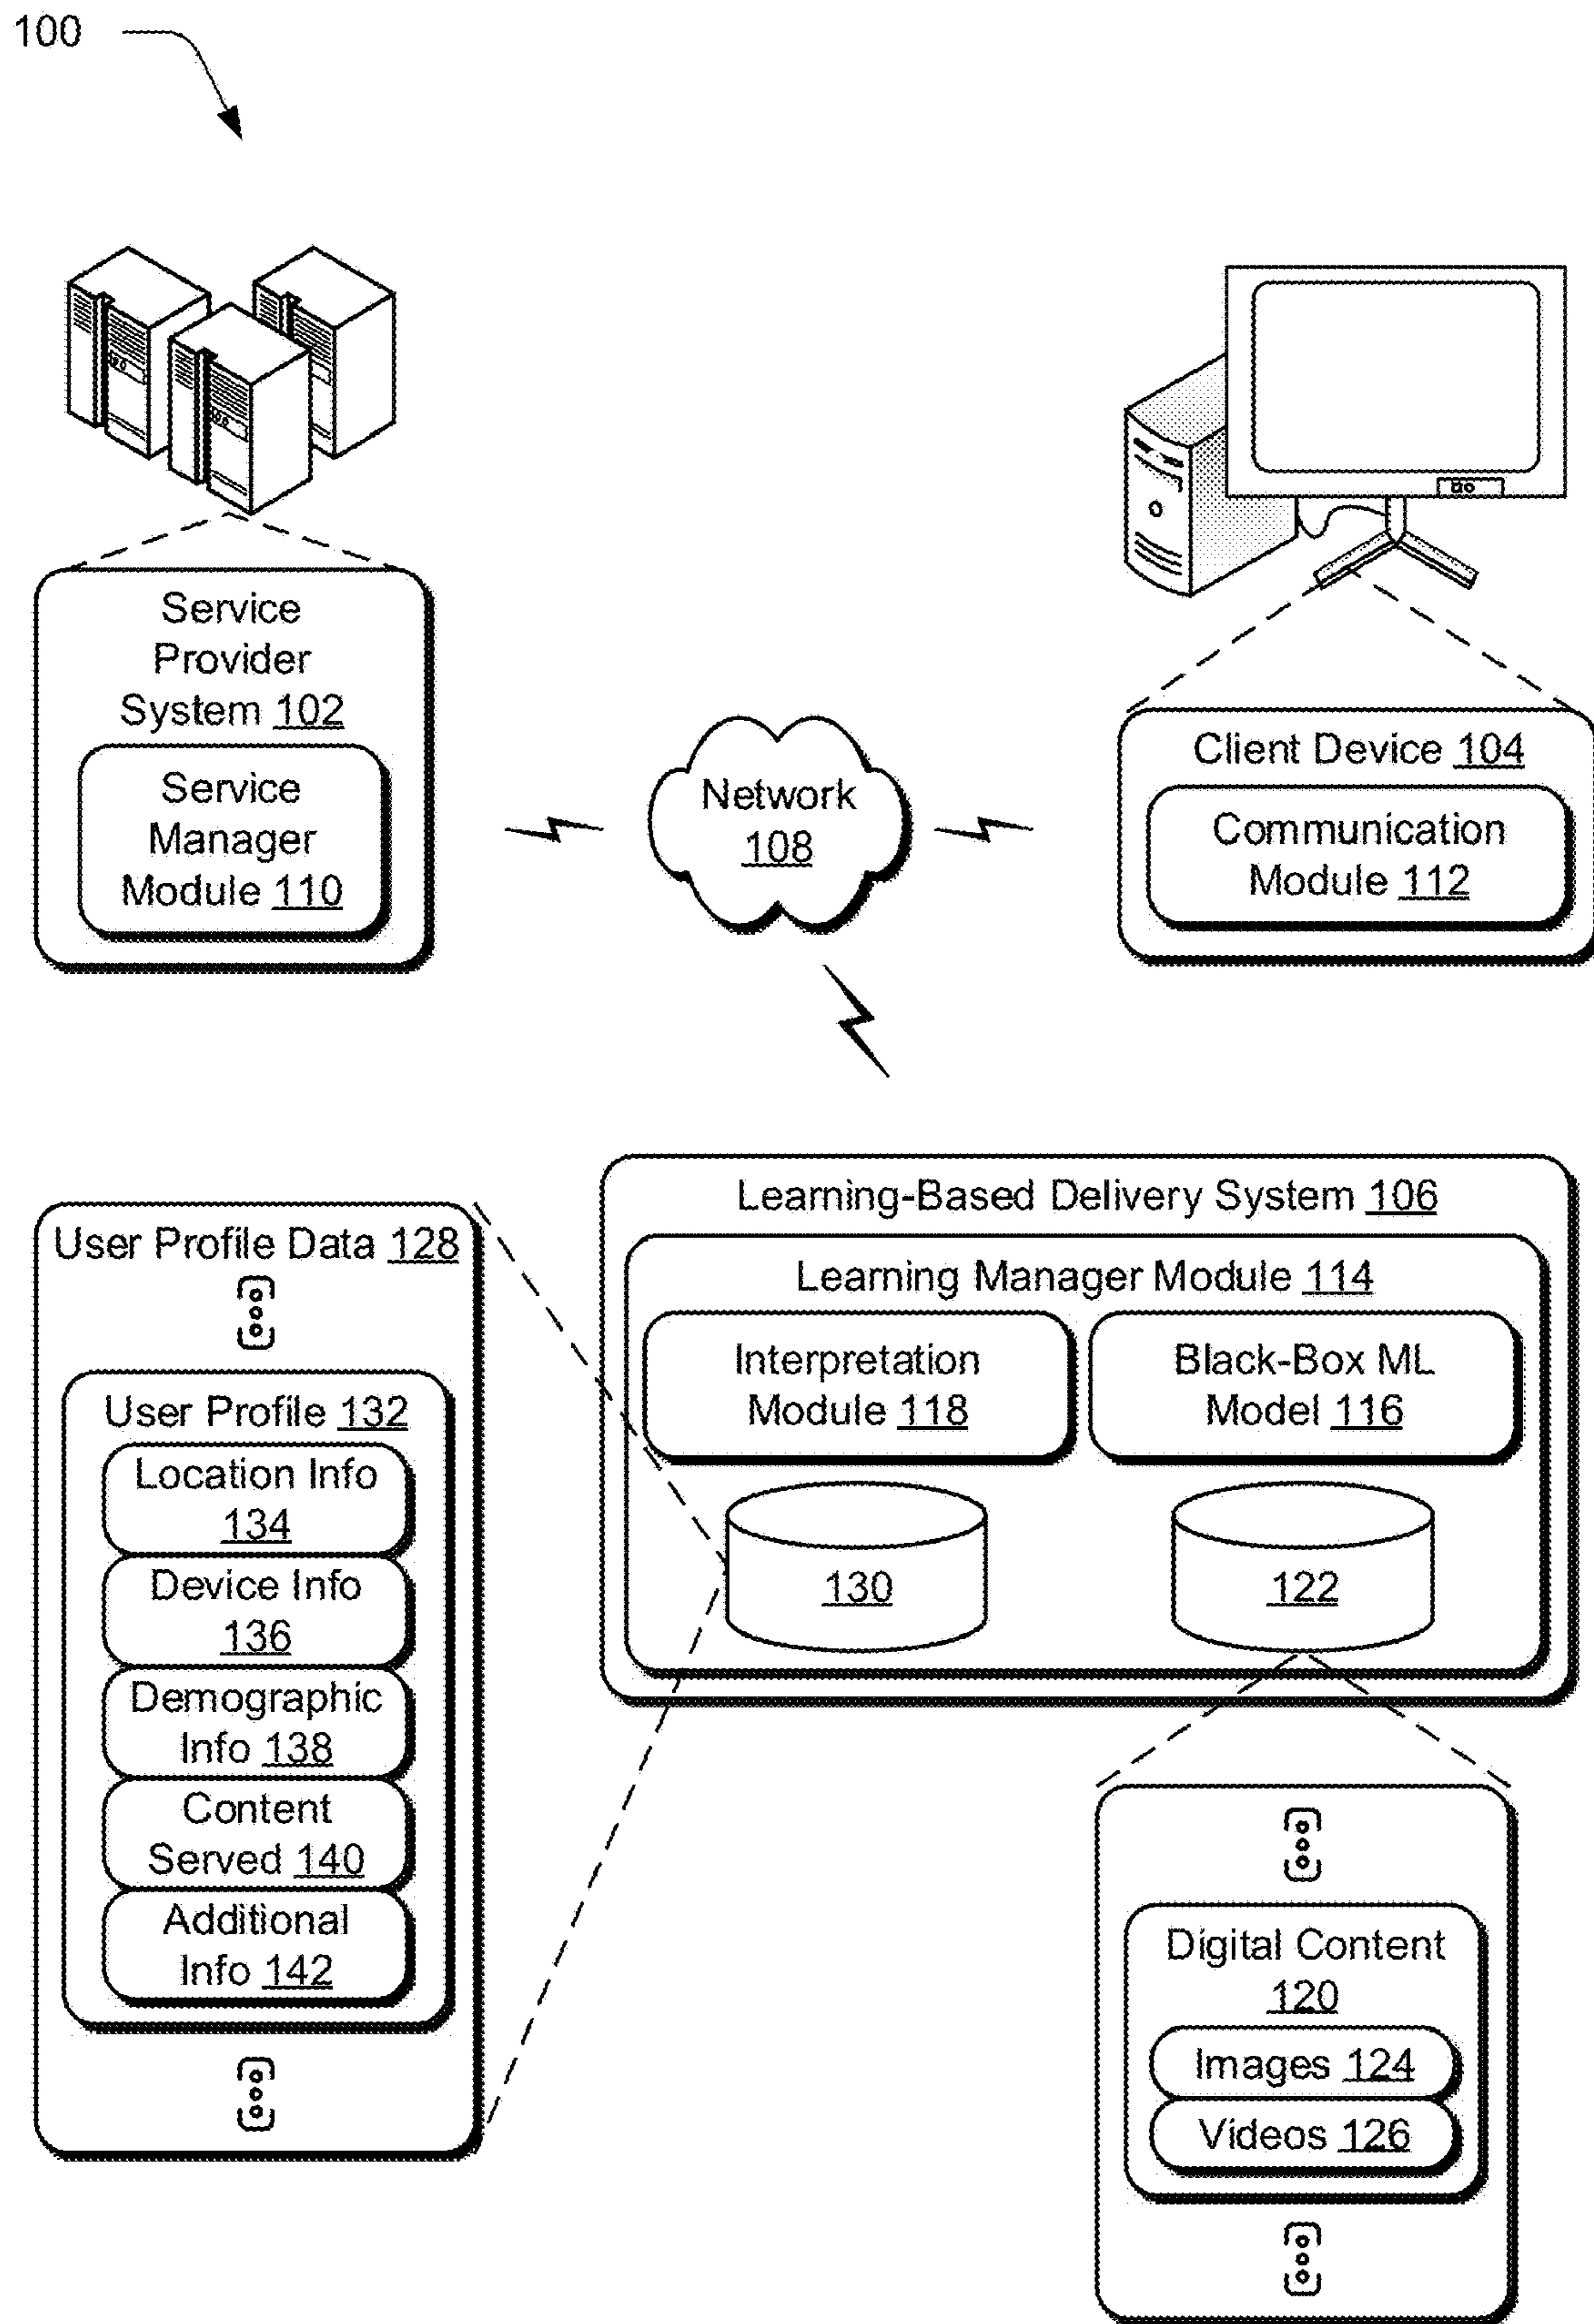 100
Service
Provider
System 102
Service
Manager
Module 110
Network
108
Client Device 104
Communication
Module 112
Learning-Based Delivery System 106
Learning Manager Module 114
Interpretation
Module 118
Black-Box ML
Model 116
130
122
User Profile Data 128
User Profile 132
Location Info
134
Device Info
136
Demographic
Info 138
Content
Served 140
Additional
Info 142
Digital Content
120
Images 124
Videos 126